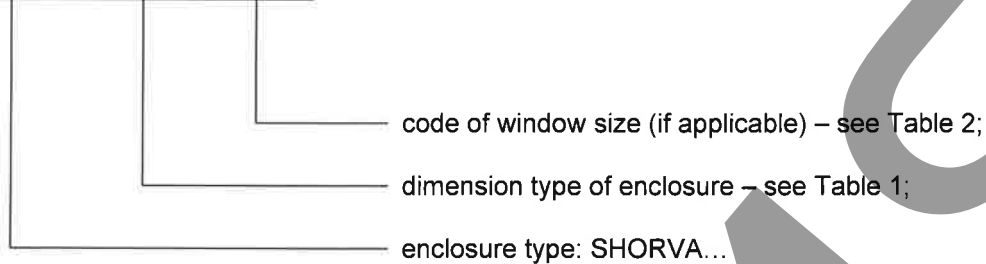 code of window size (if applicable) – see Table 2;
dimension type of enclosure – see Table 1;
enclosure type: SHORVA...